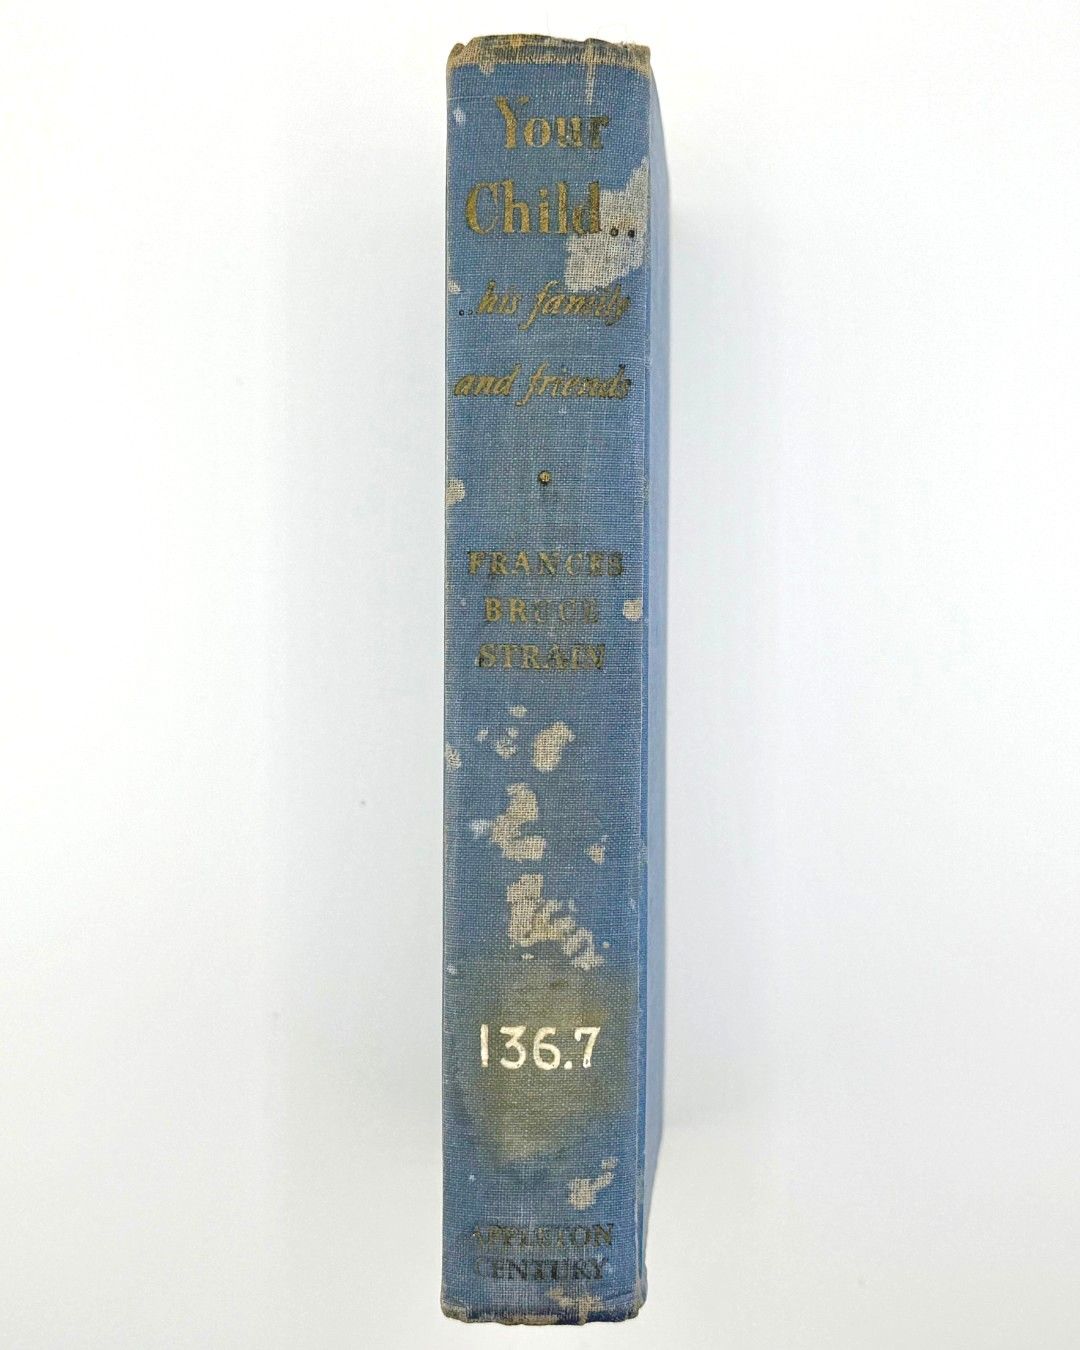 Your
Child..
..his family
and friends
FRANCES
BRUCE
STRAIN
136.7
APPLETON
CENTURY